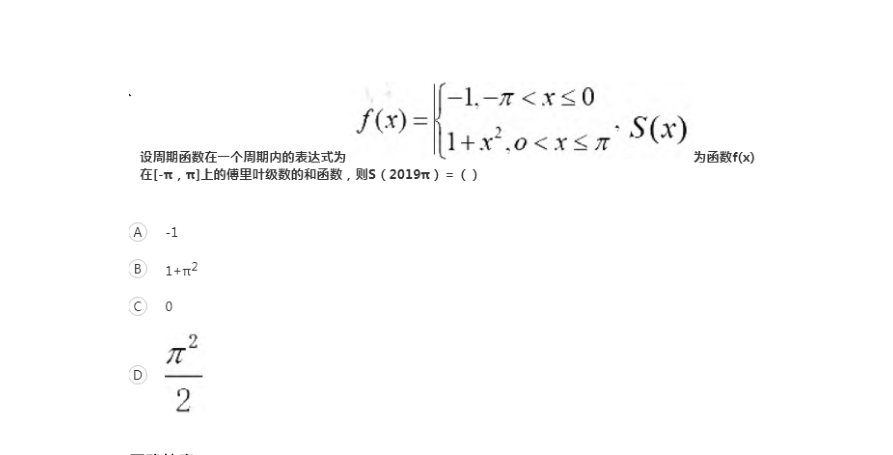 f(x)={-1,-π<x≤0
1+x²,o<x≤π, S(x)
设周期函数在一个周期内的表达式为 为函数f(x)
在[-π，π]上的傅里叶级数的和函数，则S（2019π）=（ ）
A -1
B 1+π²
C 0
D π²/2